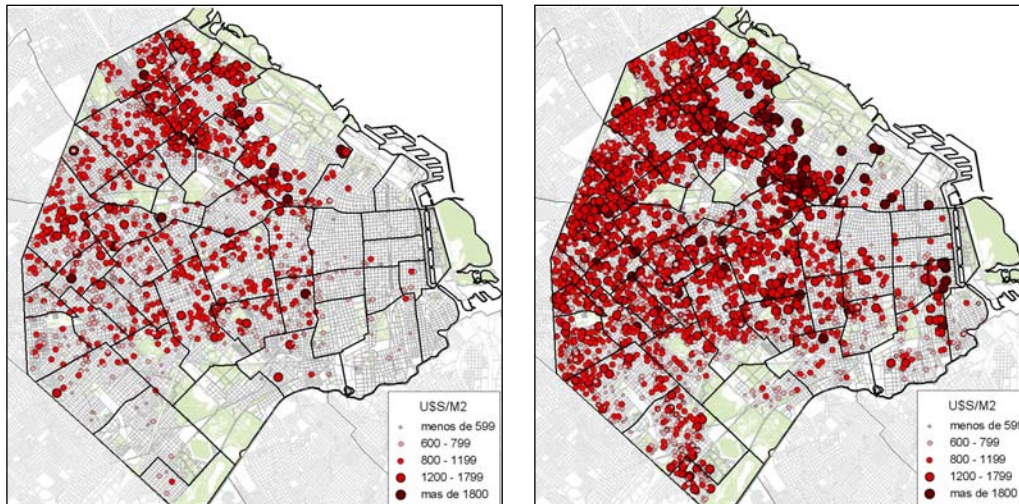 U$S/M2
menos de 599
600 - 799
800 - 1199
1200 - 1799
mas de 1800
U$S/M2
menos de 599
600 - 799
800 - 1199
1200 - 1799
mas de 1800